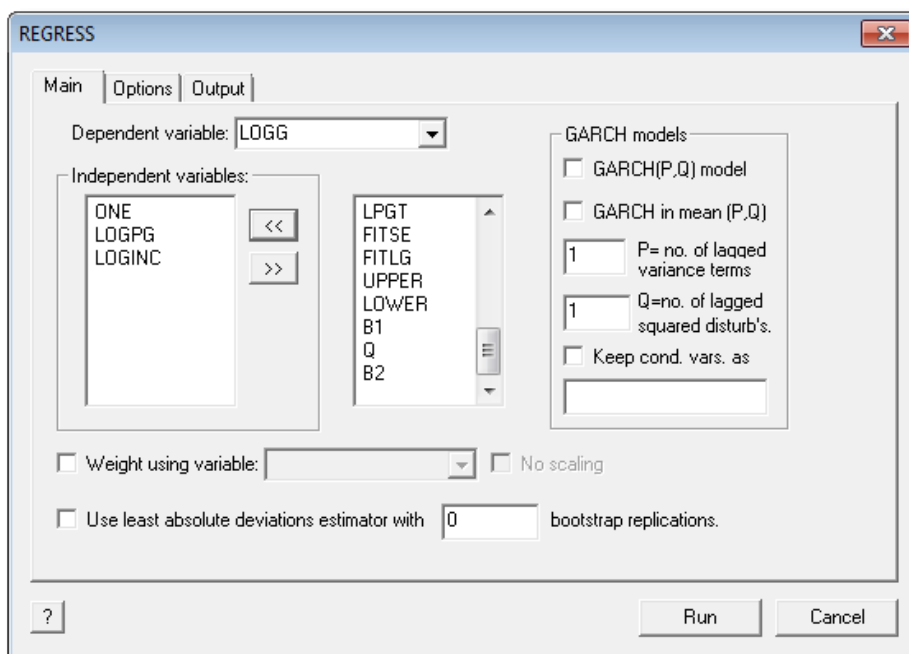 REGRESS
Main Options Output
Dependent variable: LOGG
Independent variables:
ONE
LOGPG
LOGINC
<<
>>
LPGT
FITSE
FITLG
UPPER
LOWER
B1
Q
B2
GARCH models
GARCH(P,Q) model
GARCH in mean (P,Q)
1 P= no. of lagged
variance terms
1 Q=no. of lagged
squared disturb's.
Keep cond. vars. as
Weight using variable: No scaling
Use least absolute deviations estimator with 0 bootstrap replications.
? Run Cancel